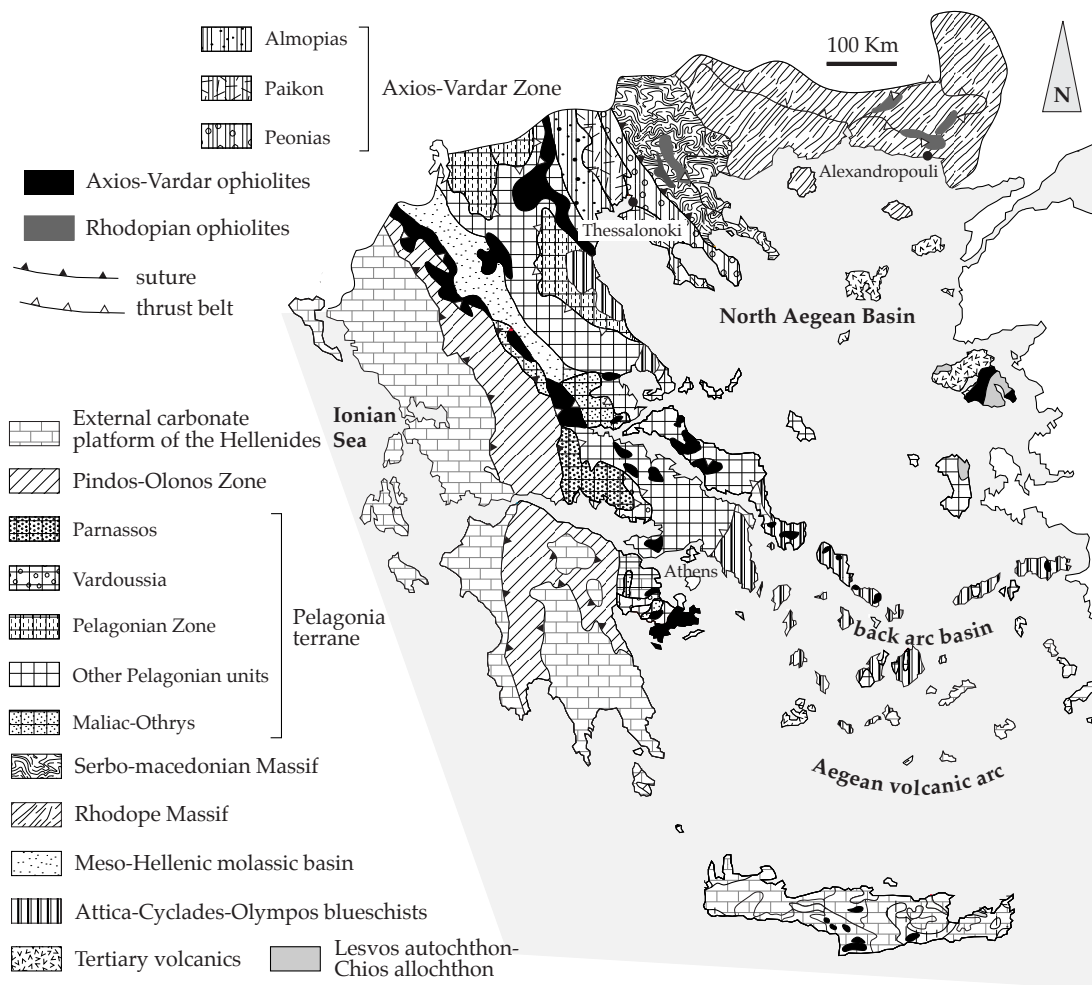 Almopias
Paikon
Peonias
Axios-Vardar Zone
Axios-Vardar ophiolites
Rhodopian ophiolites
suture
thrust belt
100 Km
N
Alexandropouli
Thessalonoki
North Aegean Basin
Ionian
Sea
Athens
back arc basin
Aegean volcanic arc
External carbonate
platform of the Hellenides
Pindos-Olonos Zone
Parnassos
Vardoussia
Pelagonian Zone
Other Pelagonian units
Maliac-Othrys
Pelagonia
terrane
Serbo-macedonian Massif
Rhodope Massif
Meso-Hellenic molassic basin
Attica-Cyclades-Olympos blueschists
Tertiary volcanics
Lesvos autochthon-
Chios allochthon